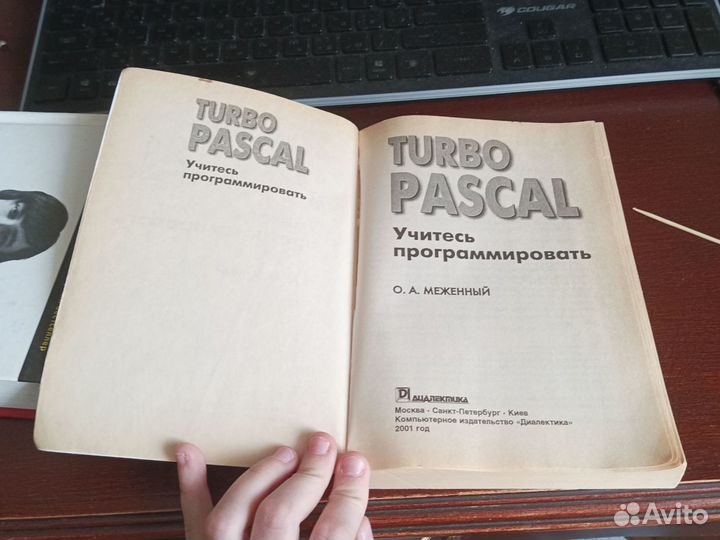 COUGAR
TURBO
PASCAL
Учитесь
программировать
TURBO
PASCAL
Учитесь
программировать
О. А. МЕЖЕННЫЙ
ДИАЛЕКТИКА
Москва · Санкт-Петербург · Киев
Компьютерное издательство «Диалектика»
2001 год
Avito